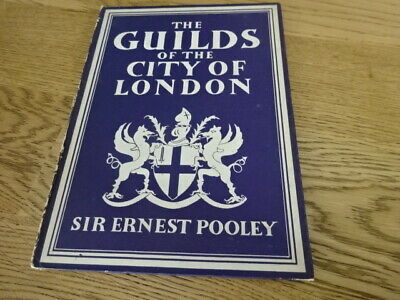 THE
GUILDS
OF THE
CITY OF
LONDON
SIR ERNEST POOLEY